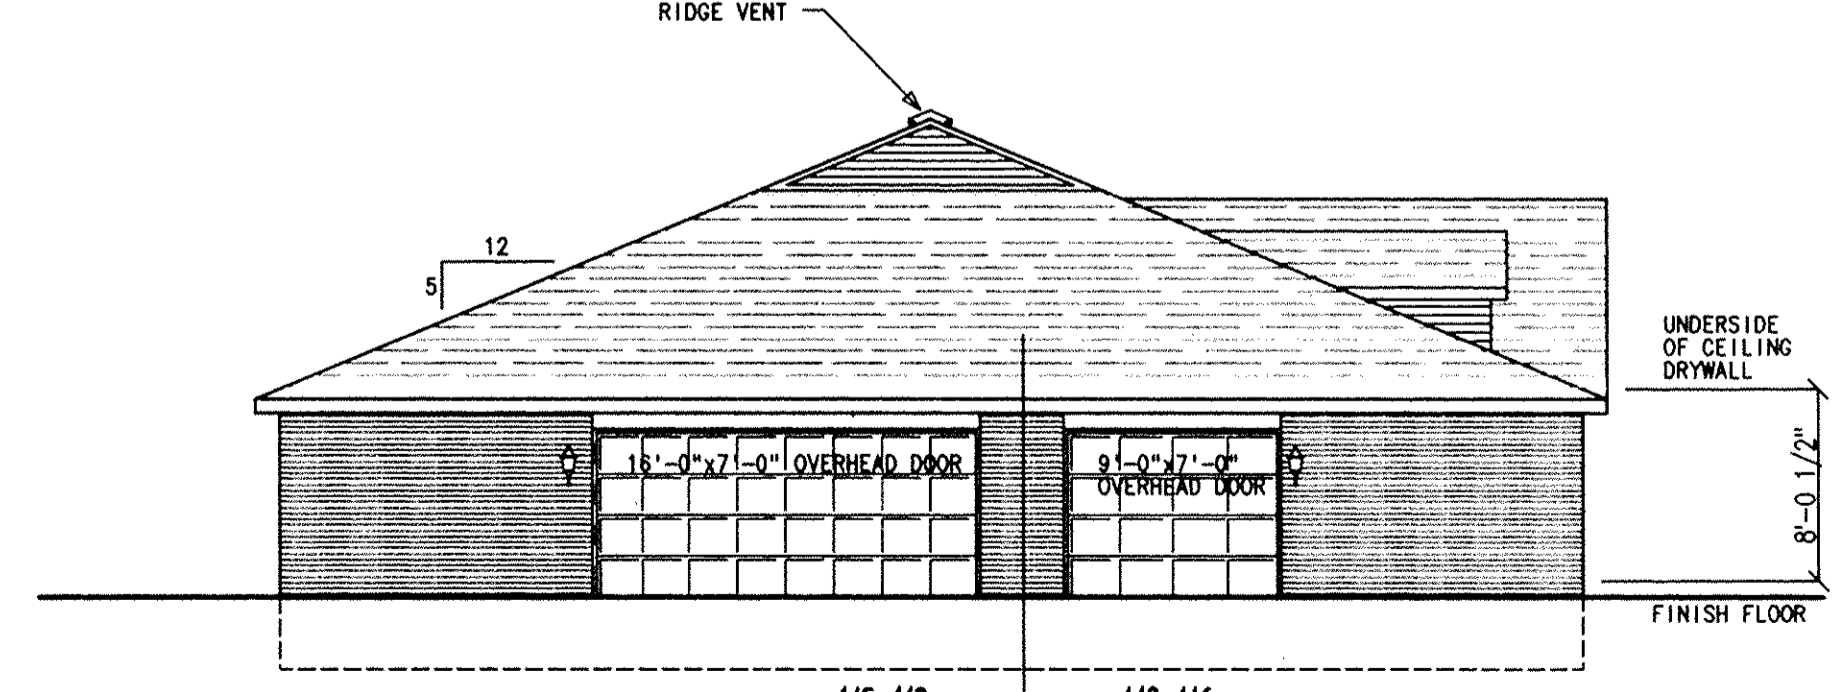 RIDGE VENT
12
5
UNDERSIDE
OF CEILING
DRYWALL
16'-0"x7'-0" OVERHEAD DOOR
9'-0"x7'-0"
OVERHEAD DOOR
8'-0 1/2"
FINISH FLOOR